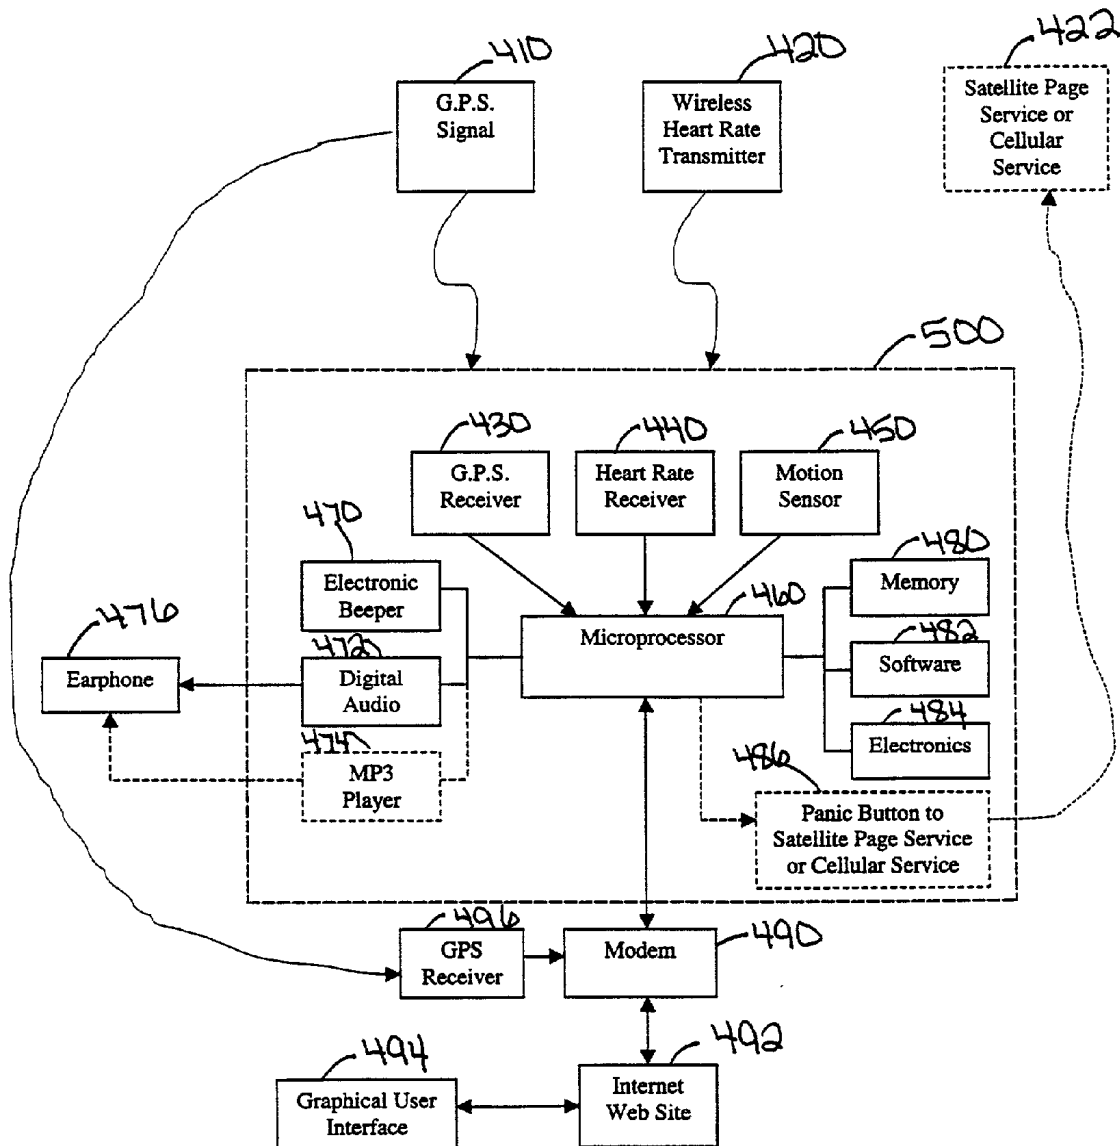 410
420
422
G.P.S.
Signal
Wireless
Heart Rate
Transmitter
Satellite Page
Service or
Cellular
Service
500
430
440
450
G.P.S.
Receiver
Heart Rate
Receiver
Motion
Sensor
470
480
Electronic
Beeper
460
Memory
Microprocessor
476
472
482
Earphone
Digital
Audio
Software
474
484
MP3
Player
486
Electronics
Panic Button to
Satellite Page Service
or Cellular Service
496
GPS
Receiver
Modem
490
494
492
Graphical User
Interface
Internet
Web Site